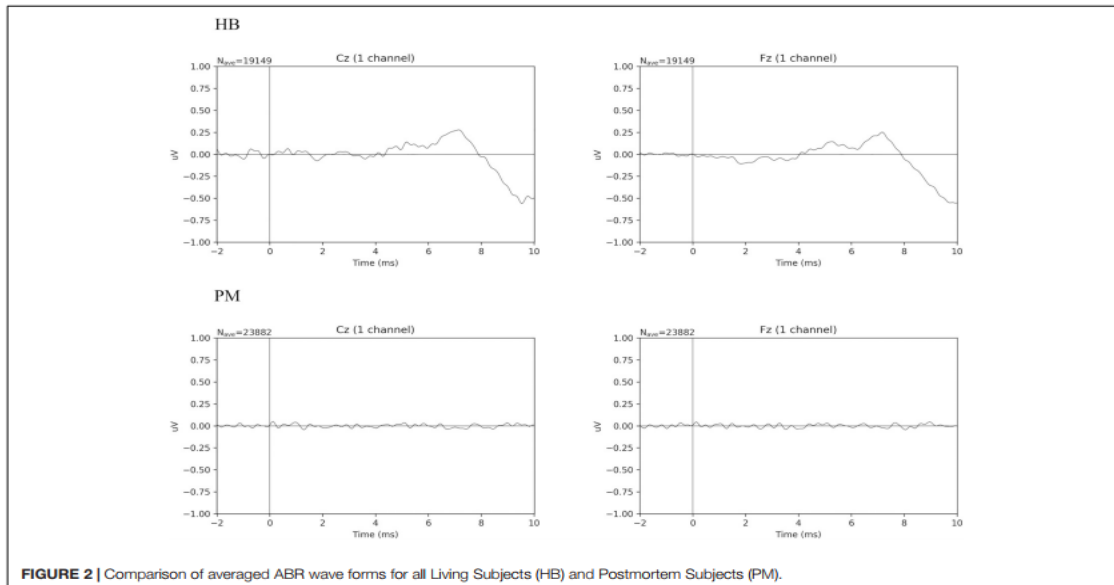 HB
Cz (1 channel)
N_ave=19149
1.00
0.75
0.50
0.25
0.00
−0.25
−0.50
−0.75
−1.00
uV
−2 0 2 4 6 8 10
Time (ms)
Fz (1 channel)
N_ave=19149
1.00
0.75
0.50
0.25
0.00
−0.25
−0.50
−0.75
−1.00
uV
−2 0 2 4 6 8 10
Time (ms)
PM
Cz (1 channel)
N_ave=23882
1.00
0.75
0.50
0.25
0.00
−0.25
−0.50
−0.75
−1.00
uV
−2 0 2 4 6 8 10
Time (ms)
Fz (1 channel)
N_ave=23882
1.00
0.75
0.50
0.25
0.00
−0.25
−0.50
−0.75
−1.00
uV
−2 0 2 4 6 8 10
Time (ms)
FIGURE 2 | Comparison of averaged ABR wave forms for all Living Subjects (HB) and Postmortem Subjects (PM).